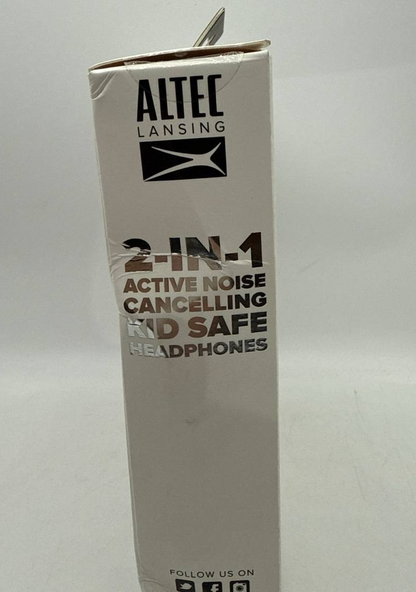 ALTEC
LANSING
2-IN-1
ACTIVE NOISE
CANCELLING
KID SAFE
HEADPHONES
FOLLOW US ON